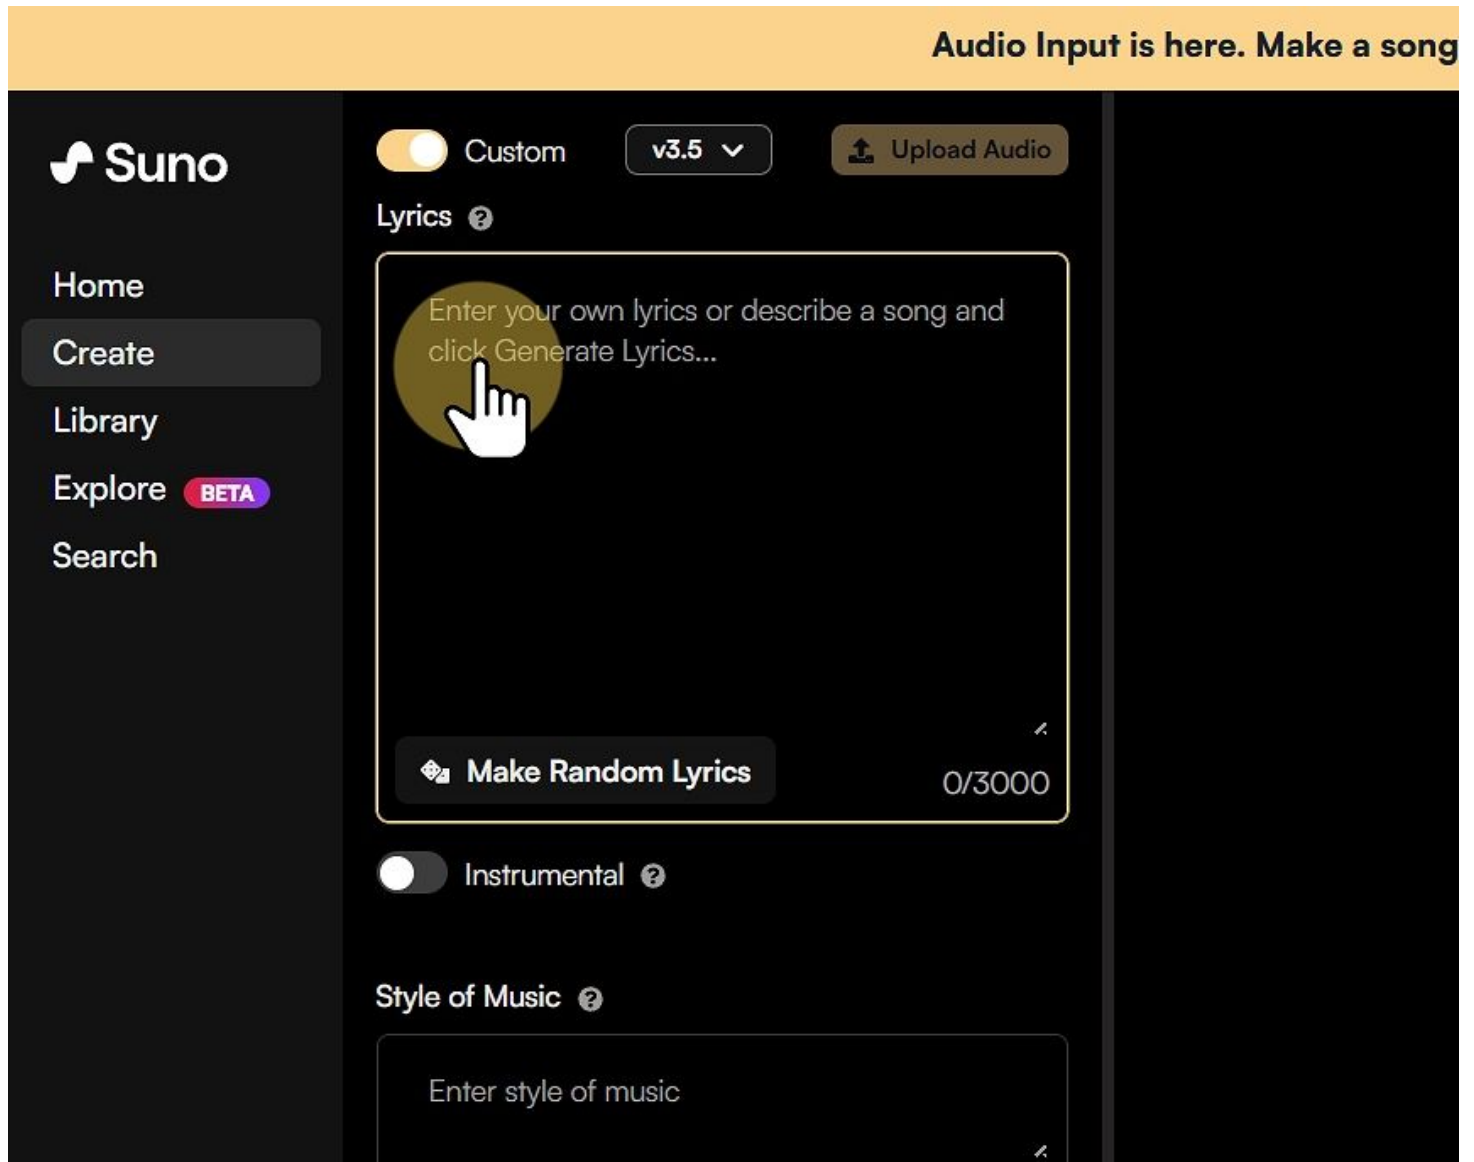 Audio Input is here. Make a song
Suno
Home
Create
Library
Explore BETA
Search
Custom
v3.5
Upload Audio
Lyrics ?
Enter your own lyrics or describe a song and
click Generate Lyrics...
Make Random Lyrics
0/3000
Instrumental ?
Style of Music ?
Enter style of music